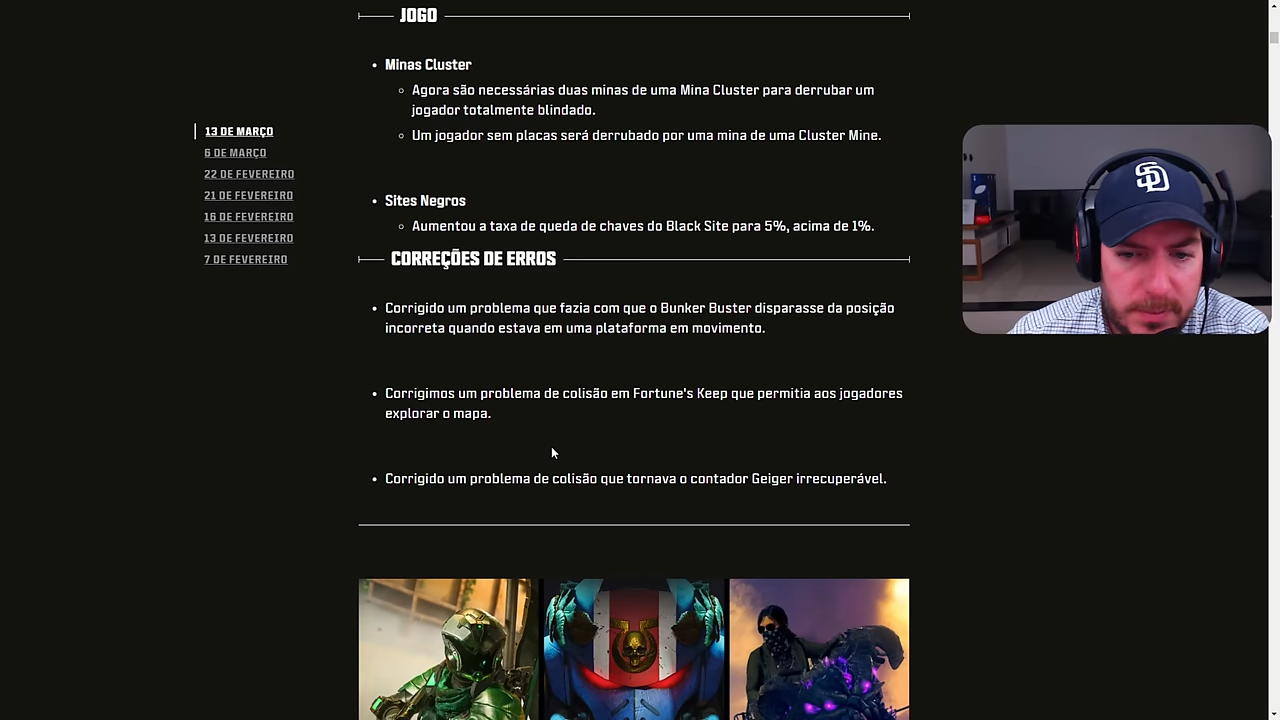 JOGO
Minas Cluster
Agora são necessárias duas minas de uma Mina Cluster para derrubar um
jogador totalmente blindado.
Um jogador sem placas será derrubado por uma mina de uma Cluster Mine.
13 DE MARÇO
6 DE MARÇO
22 DE FEVEREIRO
21 DE FEVEREIRO
16 DE FEVEREIRO
13 DE FEVEREIRO
7 DE FEVEREIRO
Sites Negros
Aumentou a taxa de queda de chaves do Black Site para 5%, acima de 1%.
CORREÇÕES DE ERROS
Corrigido um problema que fazia com que o Bunker Buster disparasse da posição
incorreta quando estava em uma plataforma em movimento.
Corrigimos um problema de colisão em Fortune's Keep que permitia aos jogadores
explorar o mapa.
Corrigido um problema de colisão que tornava o contador Geiger irrecuperável.
SD